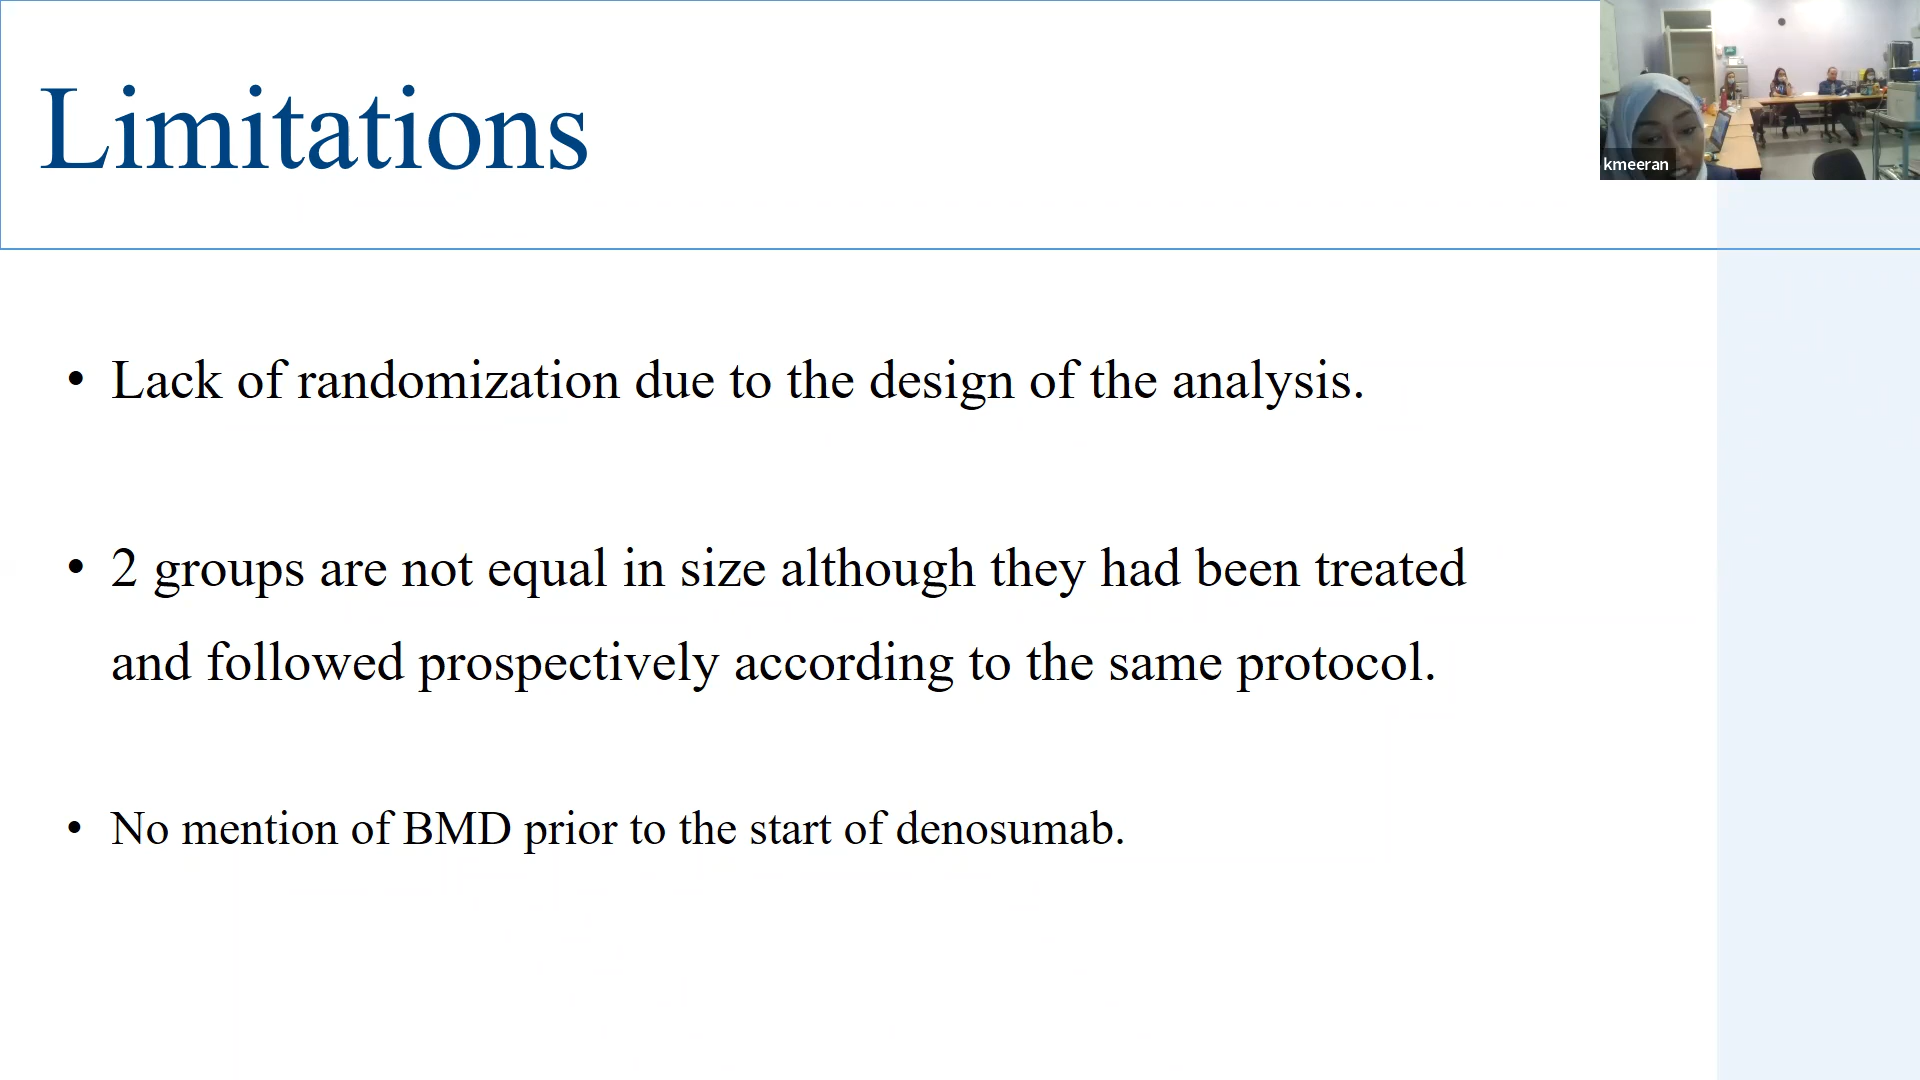 Limitations
kmeeran
• Lack of randomization due to the design of the analysis.
• 2 groups are not equal in size although they had been treated
and followed prospectively according to the same protocol.
• No mention of BMD prior to the start of denosumab.